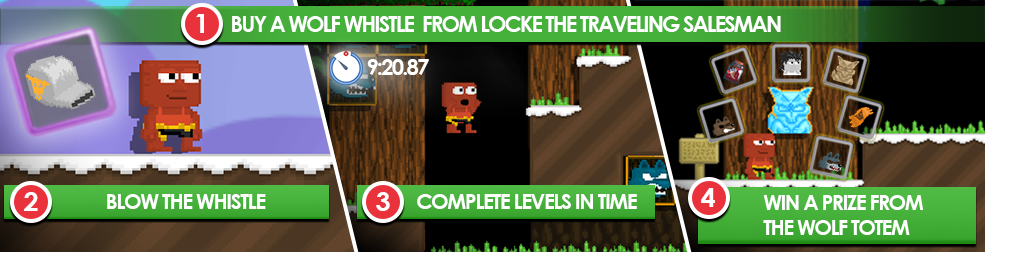 1 BUY A WOLF WHISTLE FROM LOCKE THE TRAVELING SALESMAN
9:20.87
2 BLOW THE WHISTLE
3 COMPLETE LEVELS IN TIME
4 WIN A PRIZE FROM
THE WOLF TOTEM